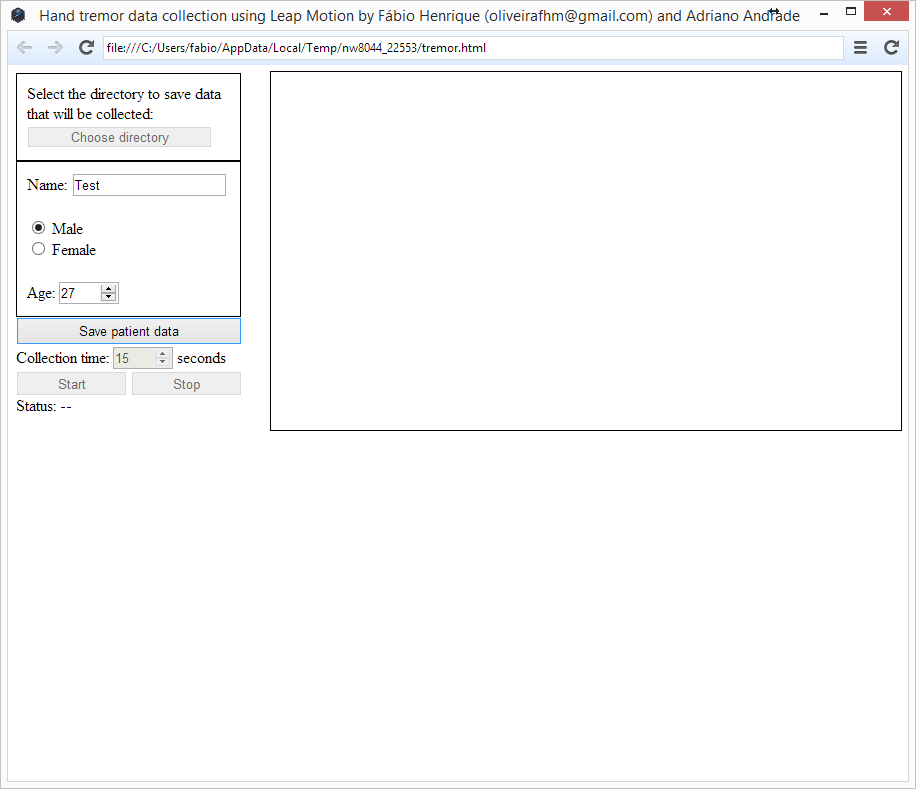 Hand tremor data collection using Leap Motion by Fábio Henrique (oliveirafhm@gmail.com) and Adriano Andrade
file:///C:/Users/fabio/AppData/Local/Temp/nw8044_22553/tremor.html
Select the directory to save data
that will be collected:
Choose directory
Name: Test
Male
Female
Age: 27
Save patient data
Collection time: 15 seconds
Start Stop
Status: --